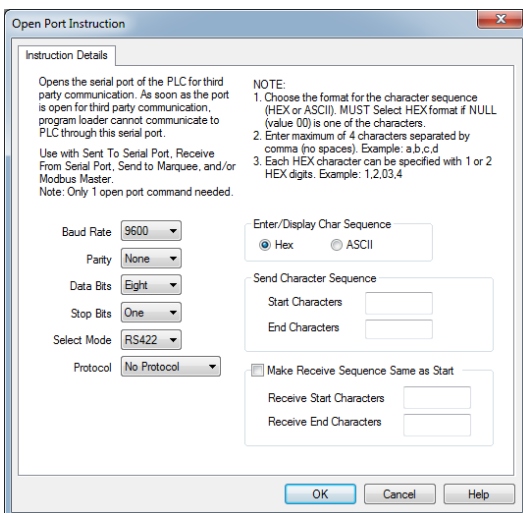 Open Port Instruction
Instruction Details
Opens the serial port of the PLC for third
party communication. As soon as the port
is open for third party communication,
program loader cannot communicate to
PLC through this serial port.
Use with Sent To Serial Port, Receive
From Serial Port, Send to Marquee, and/or
Modbus Master.
Note: Only 1 open port command needed.
NOTE:
1. Choose the format for the character sequence
(HEX or ASCII). MUST Select HEX format if NULL
(value 00) is one of the characters.
2. Enter maximum of 4 characters separated by
comma (no spaces). Example: a,b,c,d
3. Each HEX character can be specified with 1 or 2
HEX digits. Example: 1,2,03,4
Baud Rate 9600
Parity None
Data Bits Eight
Stop Bits One
Select Mode RS422
Protocol No Protocol
Enter/Display Char Sequence
Hex ASCII
Send Character Sequence
Start Characters
End Characters
Make Receive Sequence Same as Start
Receive Start Characters
Receive End Characters
OK Cancel Help